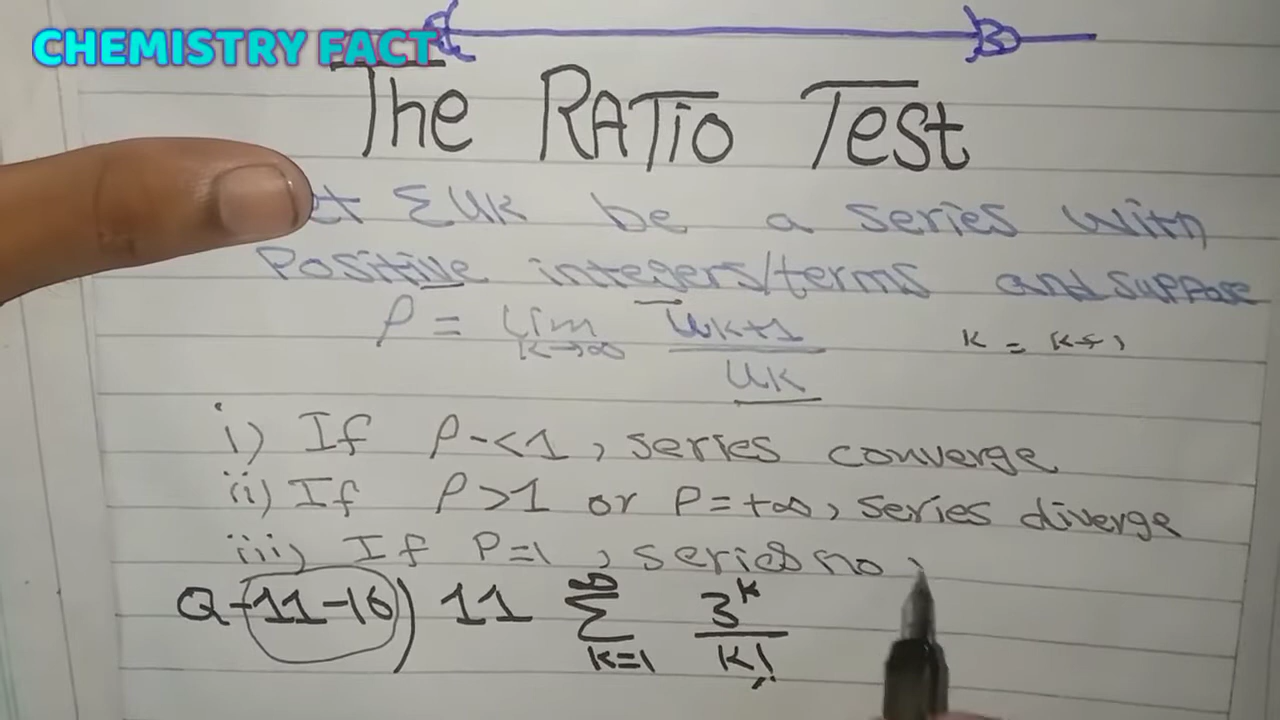 CHEMISTRY FACT
The RATIO Test
Σuk be a series with
Positive integers/terms and suppose
ρ = lim k→∞ uk+1 / uk k = k+1
i) If ρ-<1, series converge
ii) If ρ>1 or ρ=+∞, series diverge
iii) If ρ=1, series no
Q-11-16) 11 ∞ Σ k=1 3^k / k!